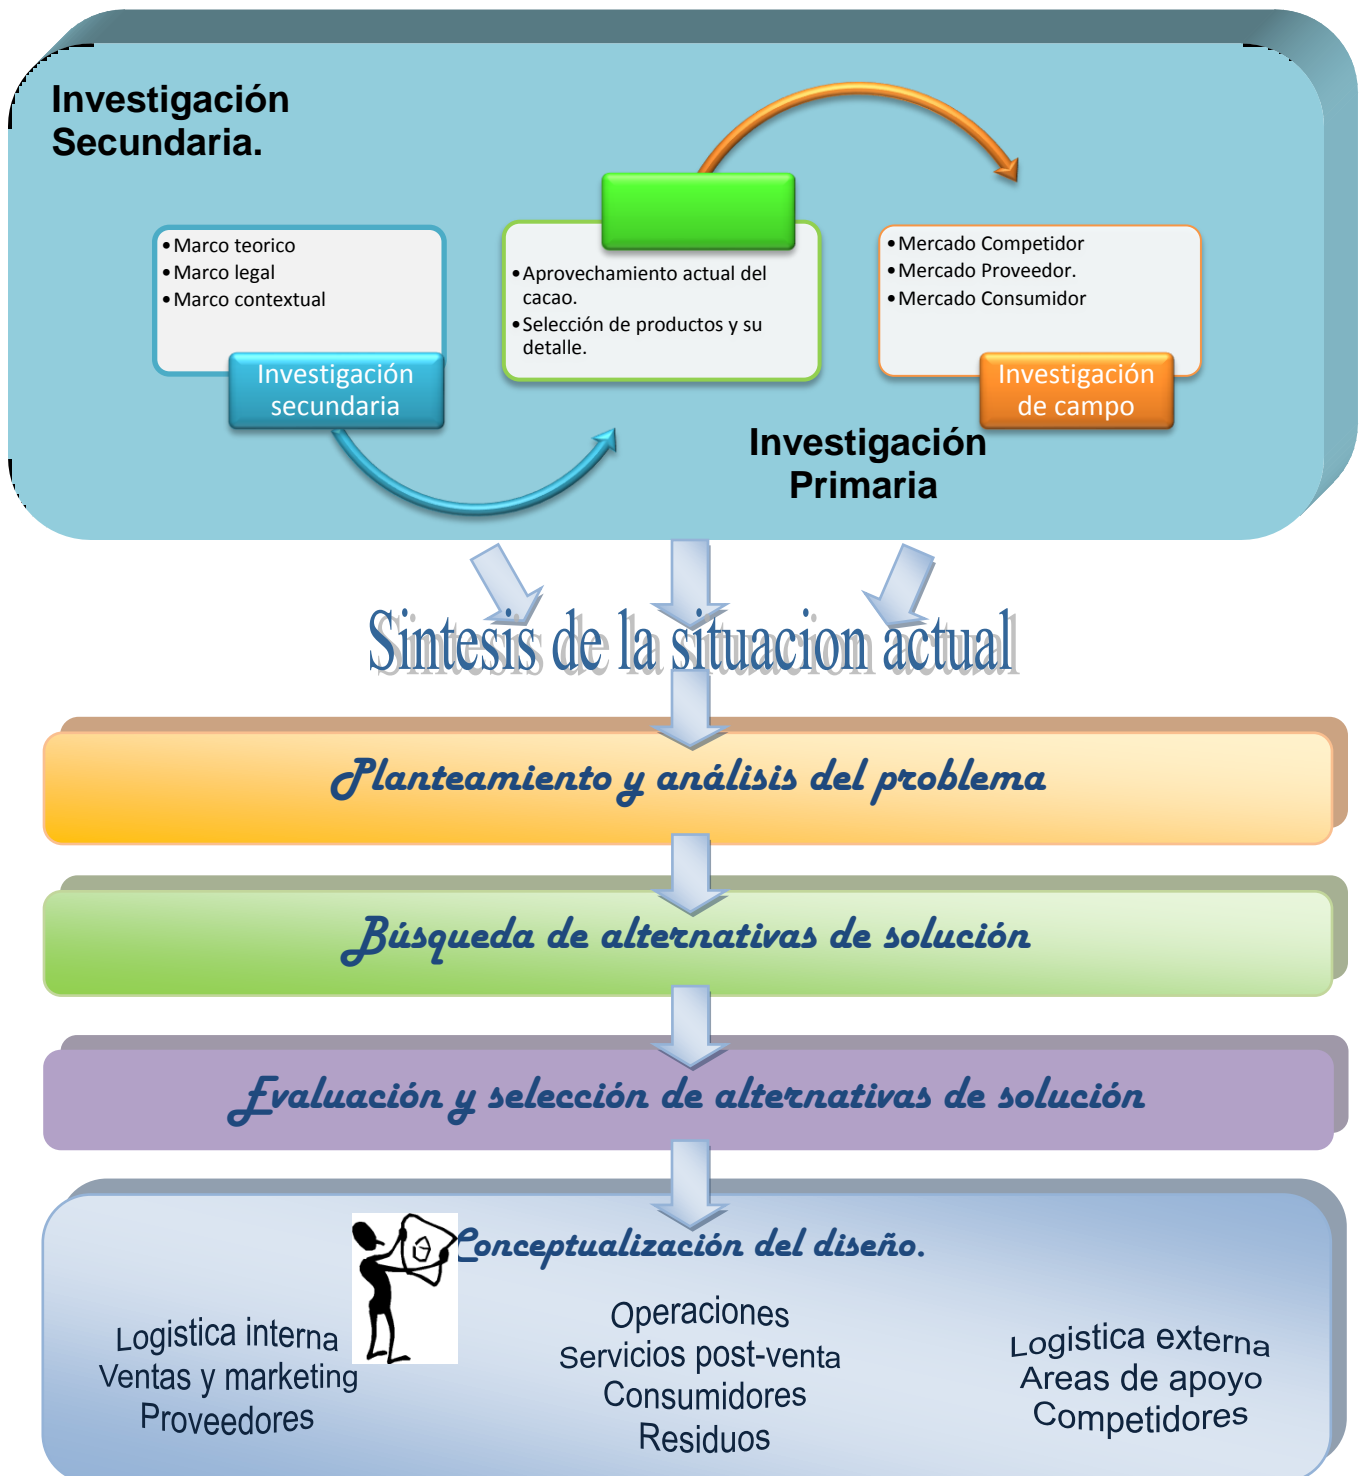 Investigación
Secundaria.
•Marco teorico
•Marco legal
•Marco contextual
Investigación
secundaria
•Aprovechamiento actual del
cacao.
•Selección de productos y su
detalle.
•Mercado Competidor
•Mercado Proveedor.
•Mercado Consumidor
Investigación
de campo
Investigación
Primaria
Sintesis de la situacion actual
Planteamiento y análisis del problema
Búsqueda de alternativas de solución
Evaluación y selección de alternativas de solución
Conceptualización del diseño.
Logistica interna
Ventas y marketing
Proveedores
Operaciones
Servicios post-venta
Consumidores
Residuos
Logistica externa
Areas de apoyo
Competidores